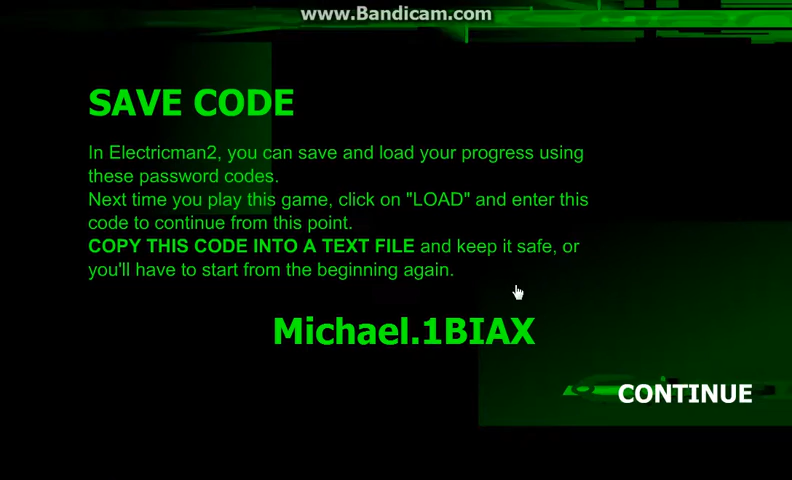 www.Bandicam.com
SAVE CODE
In Electricman2, you can save and load your progress using
these password codes.
Next time you play this game, click on "LOAD" and enter this
code to continue from this point.
COPY THIS CODE INTO A TEXT FILE and keep it safe, or
you'll have to start from the beginning again.
Michael.1BIAX
CONTINUE